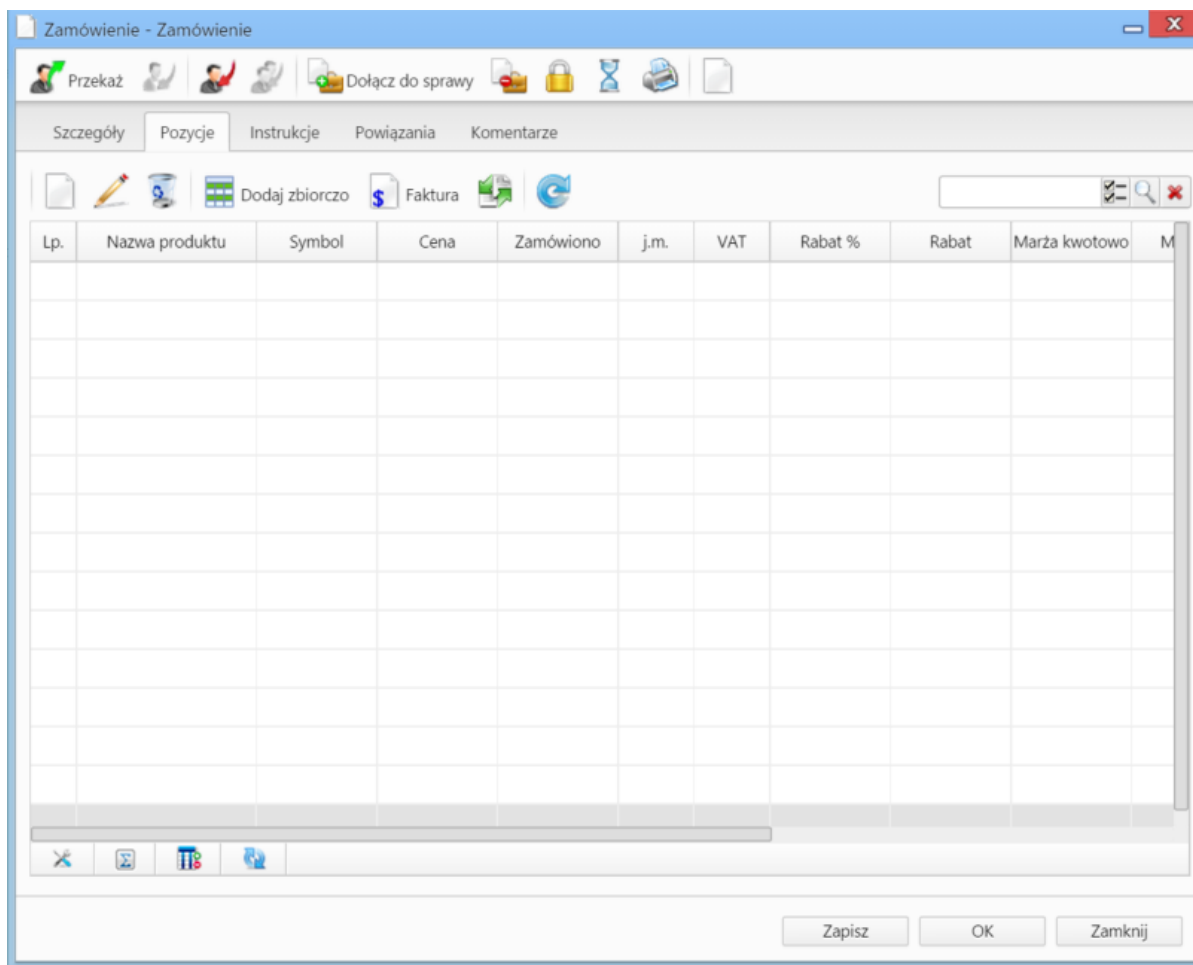 Zamówienie - Zamówienie
Przekaż Dołącz do sprawy
Szczegóły Pozycje Instrukcje Powiązania Komentarze
Dodaj zbiorczo Faktura
Lp. Nazwa produktu Symbol Cena Zamówiono j.m. VAT Rabat % Rabat Marża kwotowo M
Zapisz OK Zamknij